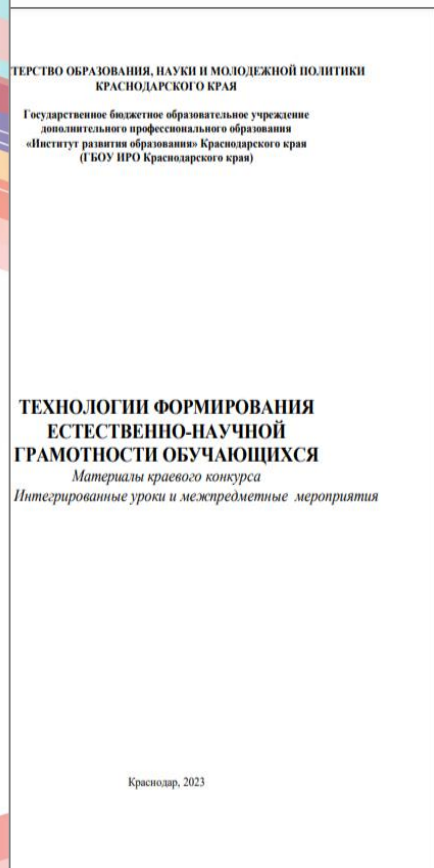 ТЕРСТВО ОБРАЗОВАНИЯ, НАУКИ И МОЛОДЕЖНОЙ ПОЛИТИКИ
КРАСНОДАРСКОГО КРАЯ
Государственное бюджетное образовательное учреждение
дополнительного профессионального образования
«Институт развития образования» Краснодарского края
(ГБОУ ИРО Краснодарского края)
ТЕХНОЛОГИИ ФОРМИРОВАНИЯ
ЕСТЕСТВЕННО-НАУЧНОЙ
ГРАМОТНОСТИ ОБУЧАЮЩИХСЯ
Материалы краевого конкурса
Интегрированные уроки и межпредметные мероприятия
Краснодар, 2023